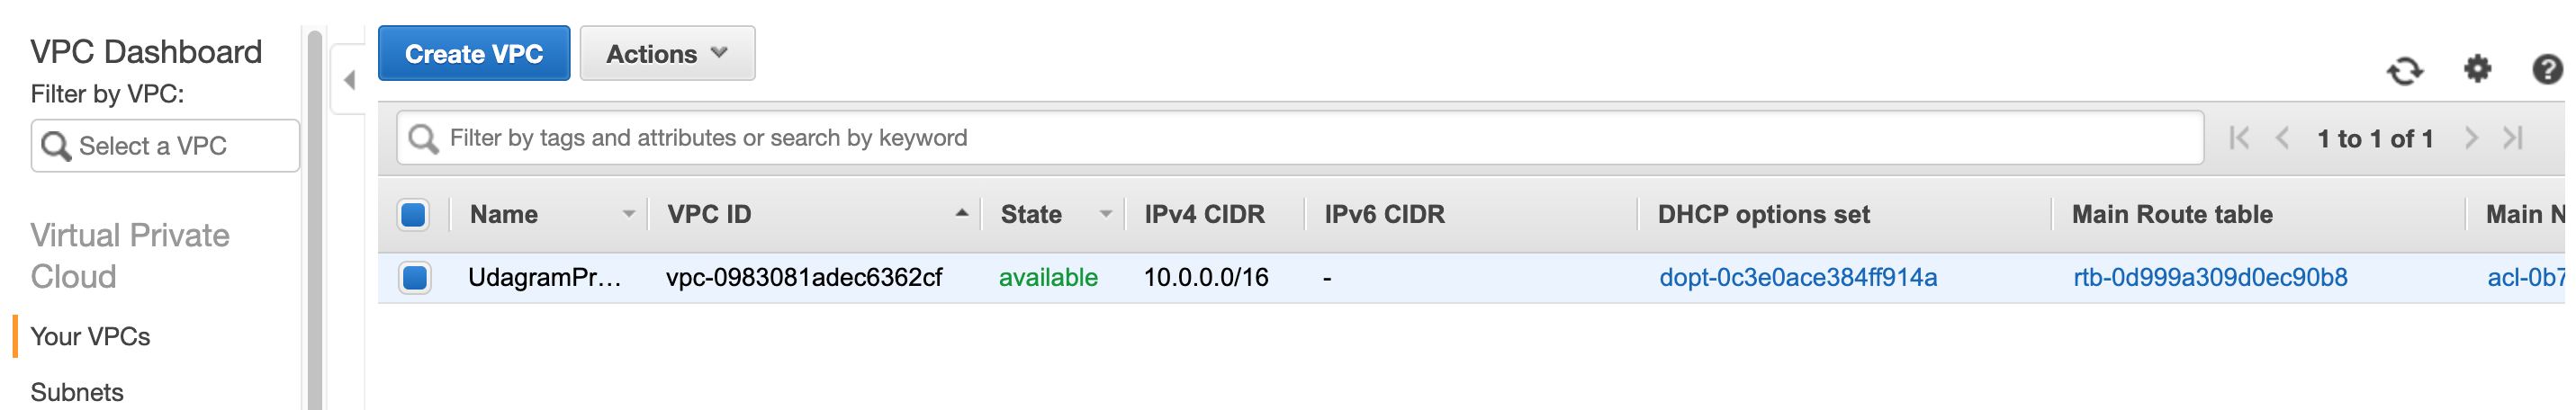 VPC Dashboard
Filter by VPC:
Select a VPC
Virtual Private
Cloud
Your VPCs
Subnets
Create VPC Actions
Filter by tags and attributes or search by keyword 1 to 1 of 1
Name VPC ID State IPv4 CIDR IPv6 CIDR DHCP options set Main Route table Main N
UdagramPr... vpc-0983081adec6362cf available 10.0.0.0/16 - dopt-0c3e0ace384ff914a rtb-0d999a309d0ec90b8 acl-0b7